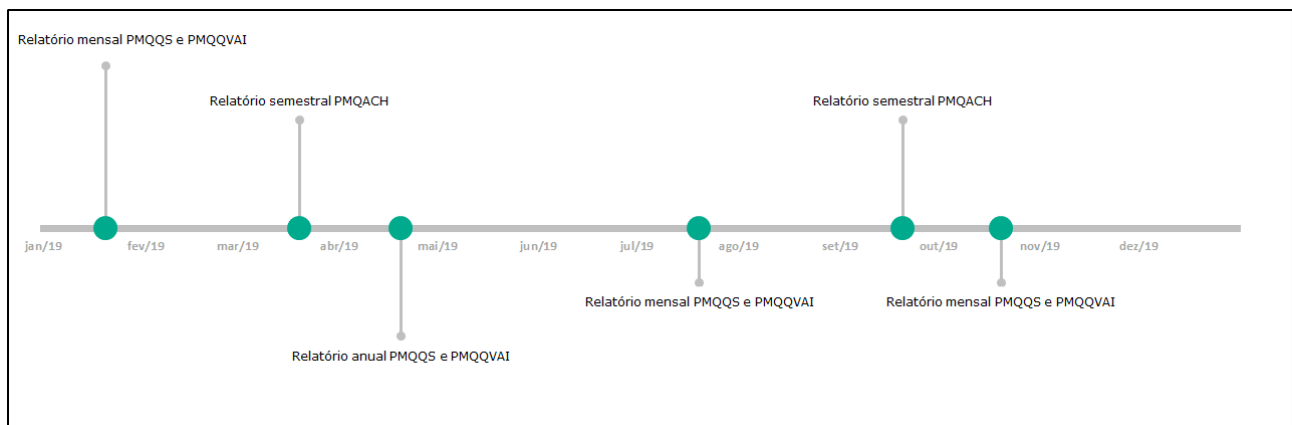 Relatório mensal PMQQS e PMQQVAI
Relatório semestral PMQACH
Relatório semestral PMQACH
jan/19
fev/19
mar/19
abr/19
mai/19
jun/19
jul/19
ago/19
set/19
out/19
nov/19
dez/19
Relatório mensal PMQQS e PMQQVAI
Relatório mensal PMQQS e PMQQVAI
Relatório anual PMQQS e PMQQVAI